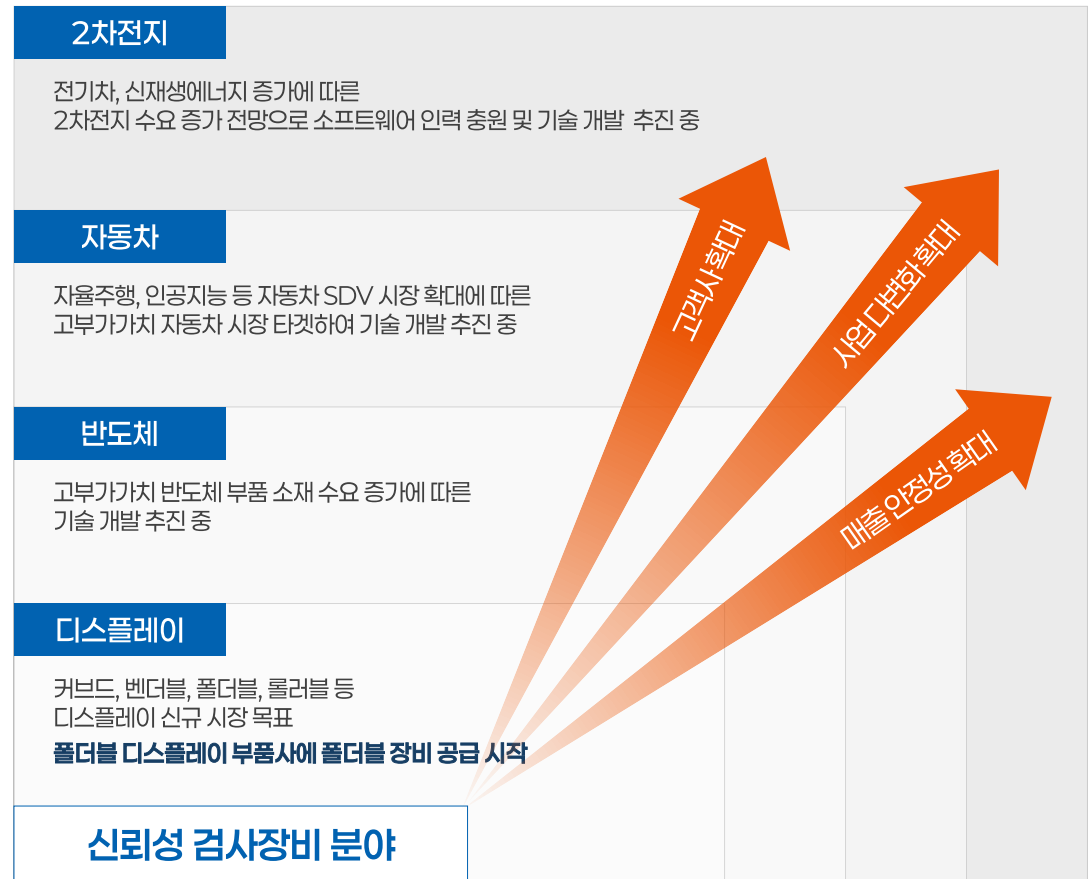 2차전지
전기차, 신재생에너지 증가에 따른
2차전지 수요 증가 전망으로 소프트웨어 인력 충원 및 기술 개발 추진 중
자동차
자율주행, 인공지능 등 자동차 SDV 시장 확대에 따른
고부가가치 자동차 시장 타겟하여 기술 개발 추진 중
반도체
고부가가치 반도체 부품 소재 수요 증가에 따른
기술 개발 추진 중
디스플레이
커브드, 벤더블, 폴더블, 롤러블 등
디스플레이 신규 시장 목표
폴더블 디스플레이 부품사에 폴더블 장비 공급 시작
신뢰성 검사장비 분야
고객사 확대
사업 다변화 확대
매출 안정성 확대